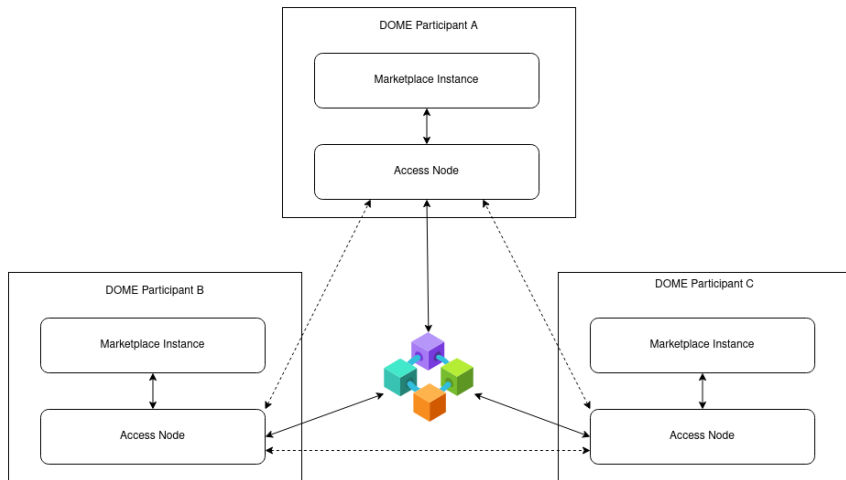 DOME Participant A
Marketplace Instance
Access Node
DOME Participant B
Marketplace Instance
Access Node
DOME Participant C
Marketplace Instance
Access Node